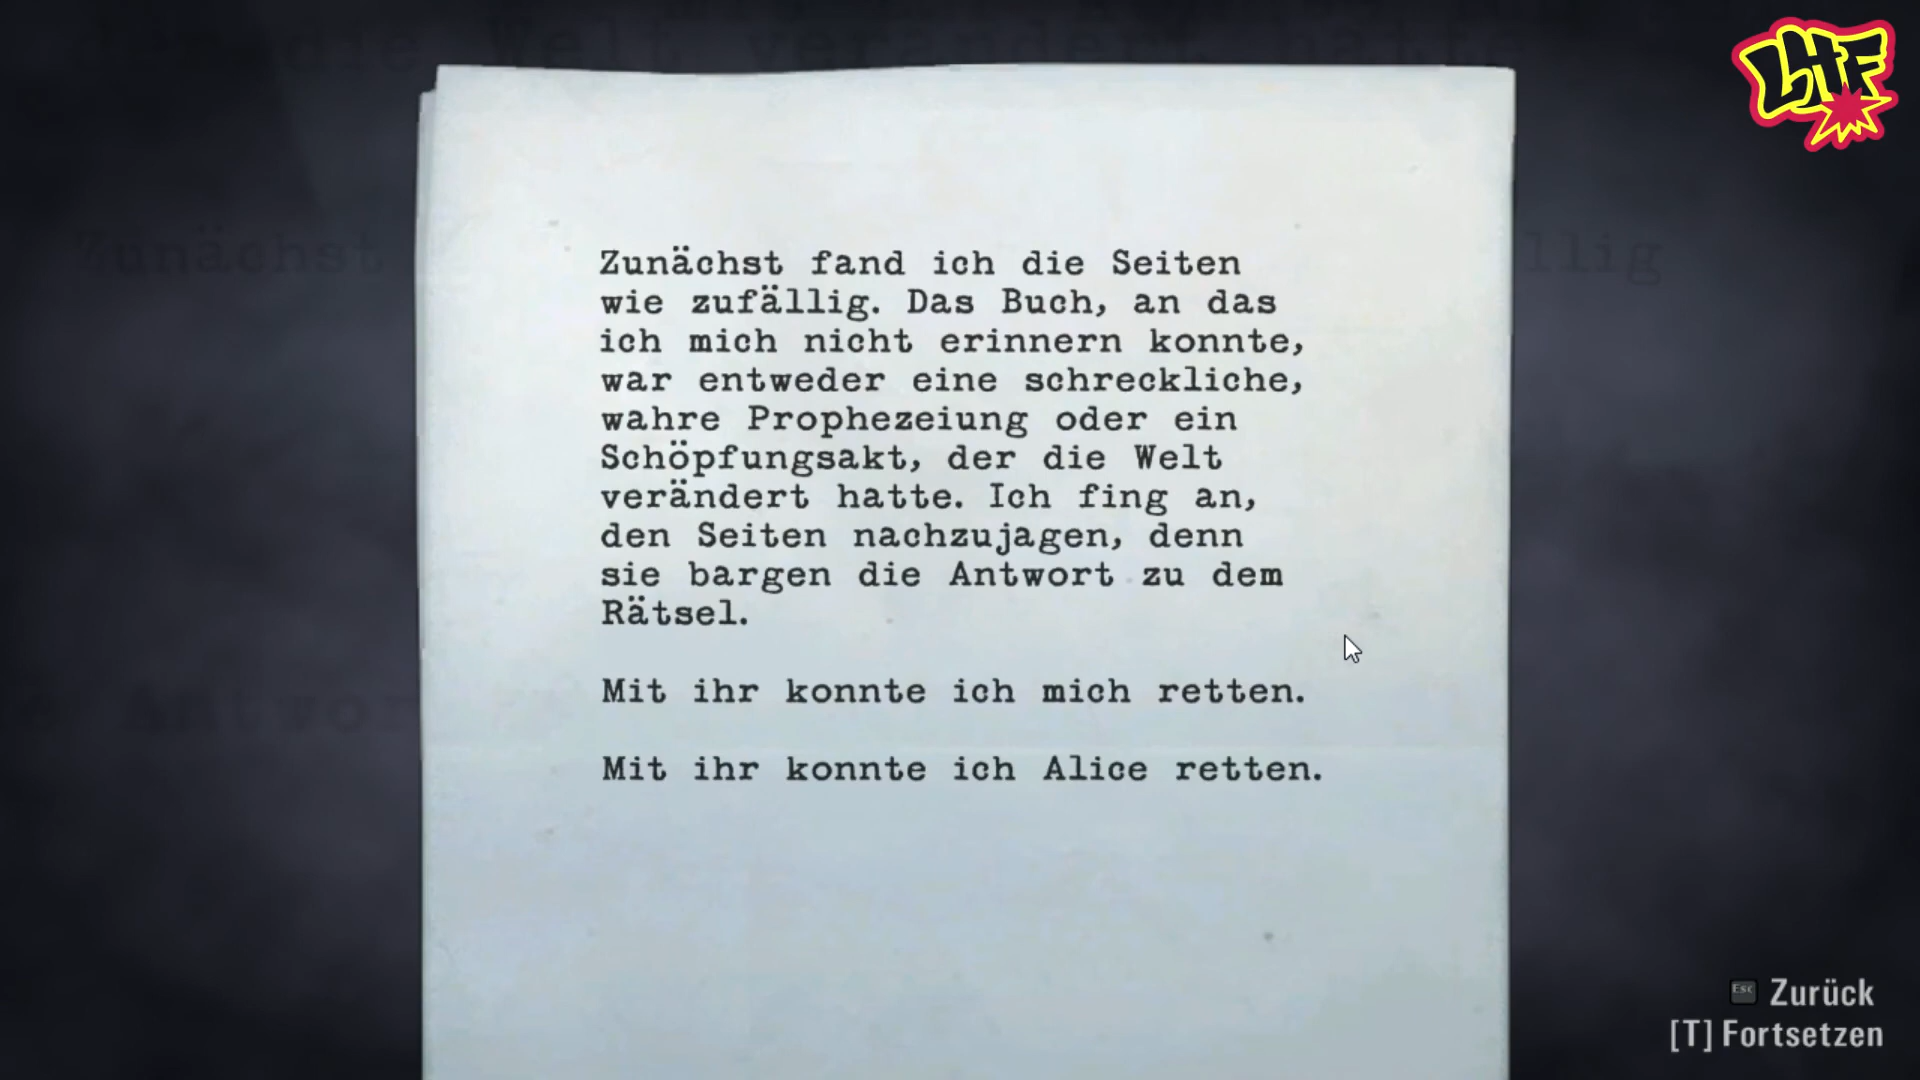 LHF
Zunächst fand ich die Seiten
wie zufällig. Das Buch, an das
ich mich nicht erinnern konnte,
war entweder eine schreckliche,
wahre Prophezeiung oder ein
Schöpfungsakt, der die Welt
verändert hatte. Ich fing an,
den Seiten nachzujagen, denn
sie bargen die Antwort zu dem
Rätsel.
Mit ihr konnte ich mich retten.
Mit ihr konnte ich Alice retten.
Esc Zurück
[T] Fortsetzen